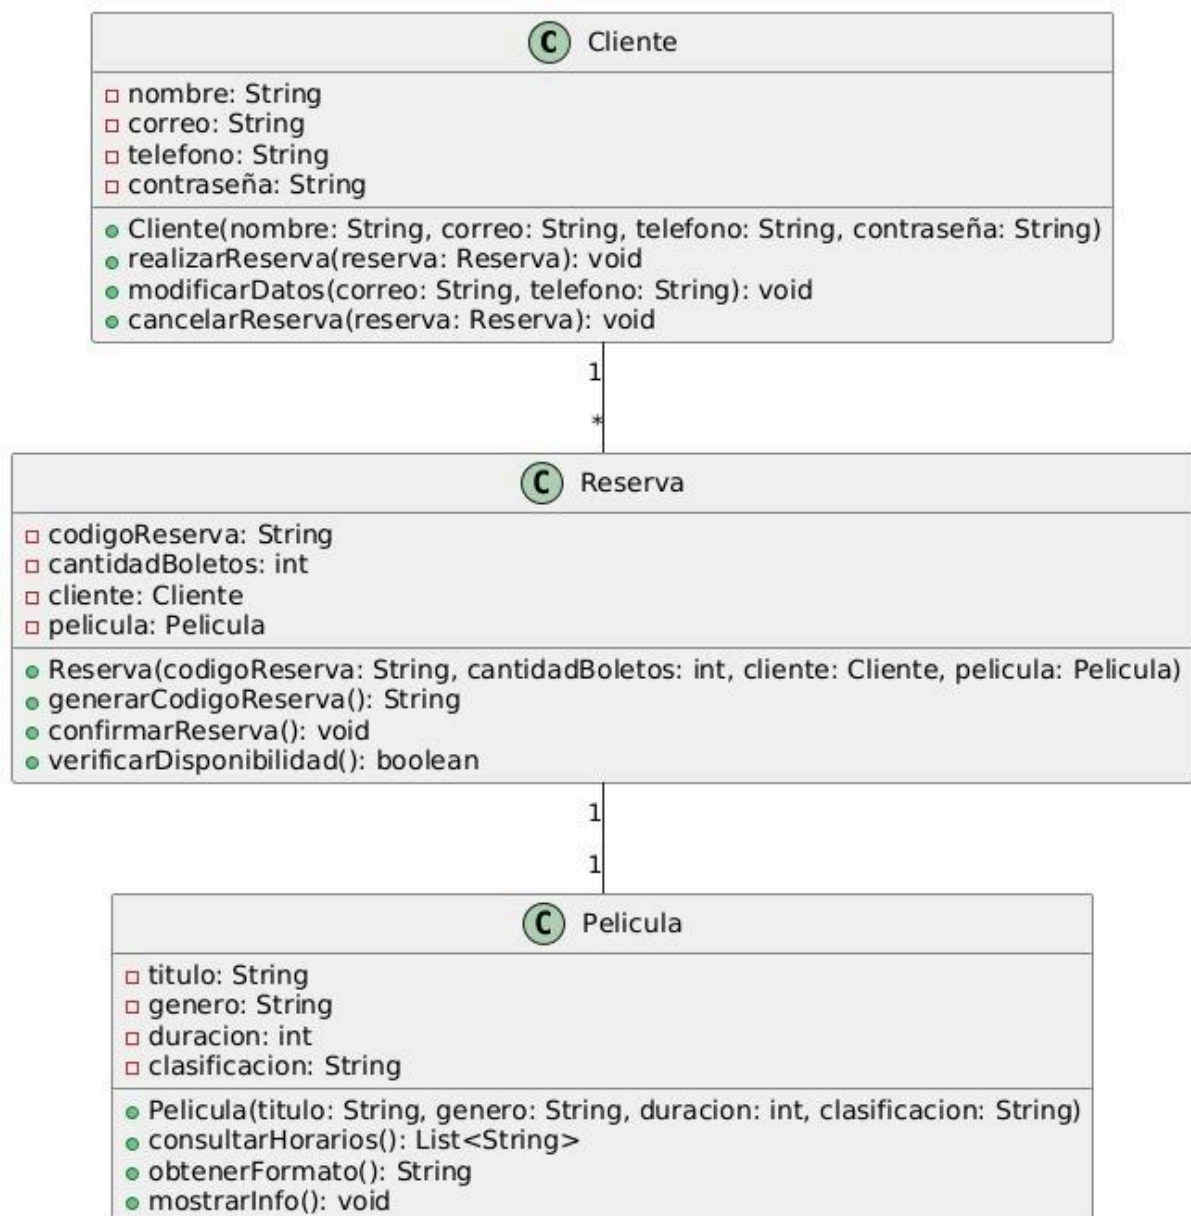 C Cliente
nombre: String
correo: String
telefono: String
contraseña: String
Cliente(nombre: String, correo: String, telefono: String, contraseña: String)
realizarReserva(reserva: Reserva): void
modificarDatos(correo: String, telefono: String): void
cancelarReserva(reserva: Reserva): void
1
*
C Reserva
codigoReserva: String
cantidadBoletos: int
cliente: Cliente
pelicula: Pelicula
Reserva(codigoReserva: String, cantidadBoletos: int, cliente: Cliente, pelicula: Pelicula)
generarCodigoReserva(): String
confirmarReserva(): void
verificarDisponibilidad(): boolean
1
1
C Pelicula
titulo: String
genero: String
duracion: int
clasificacion: String
Pelicula(titulo: String, genero: String, duracion: int, clasificacion: String)
consultarHorarios(): List<String>
obtenerFormato(): String
mostrarInfo(): void